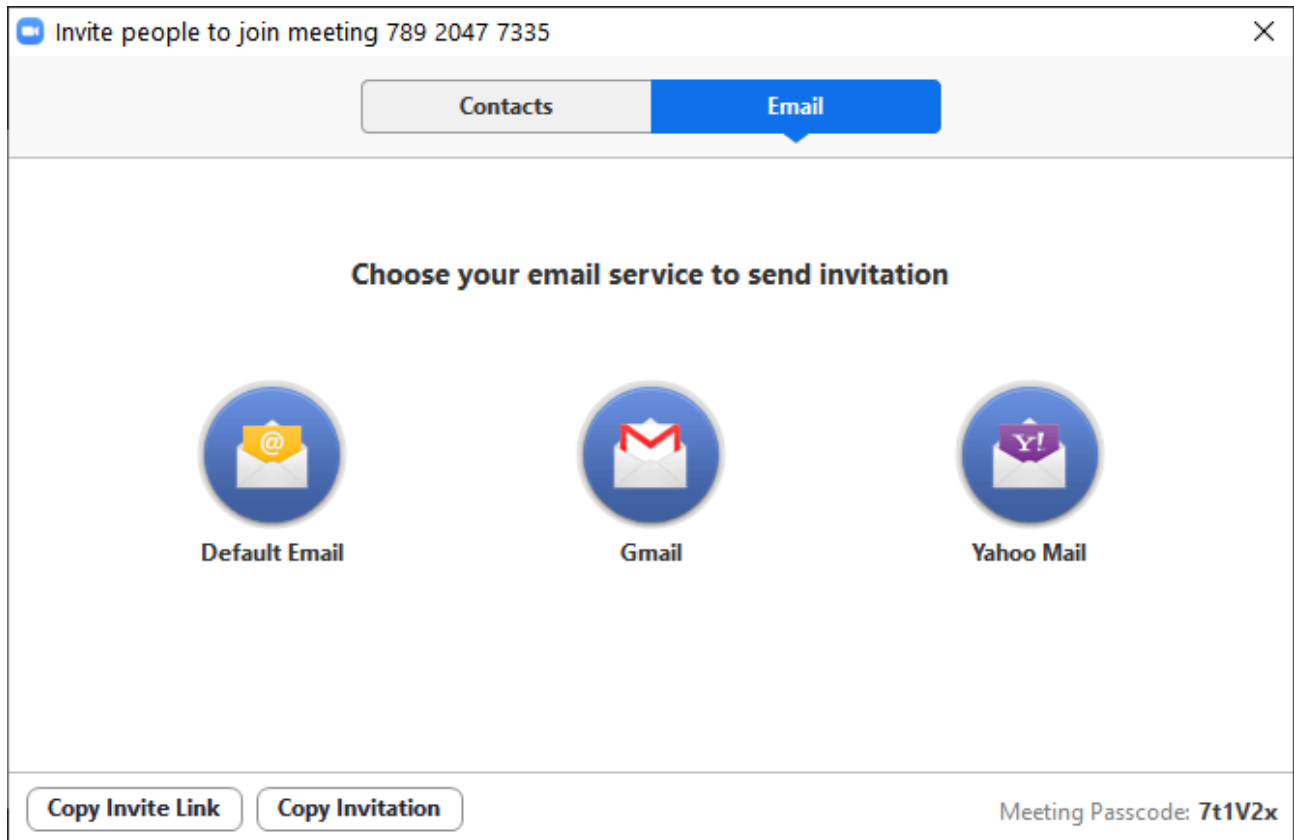 Invite people to join meeting 789 2047 7335
Contacts Email
Choose your email service to send invitation
@ Y!
Default Email Gmail Yahoo Mail
Copy Invite Link Copy Invitation Meeting Passcode: 7t1V2x